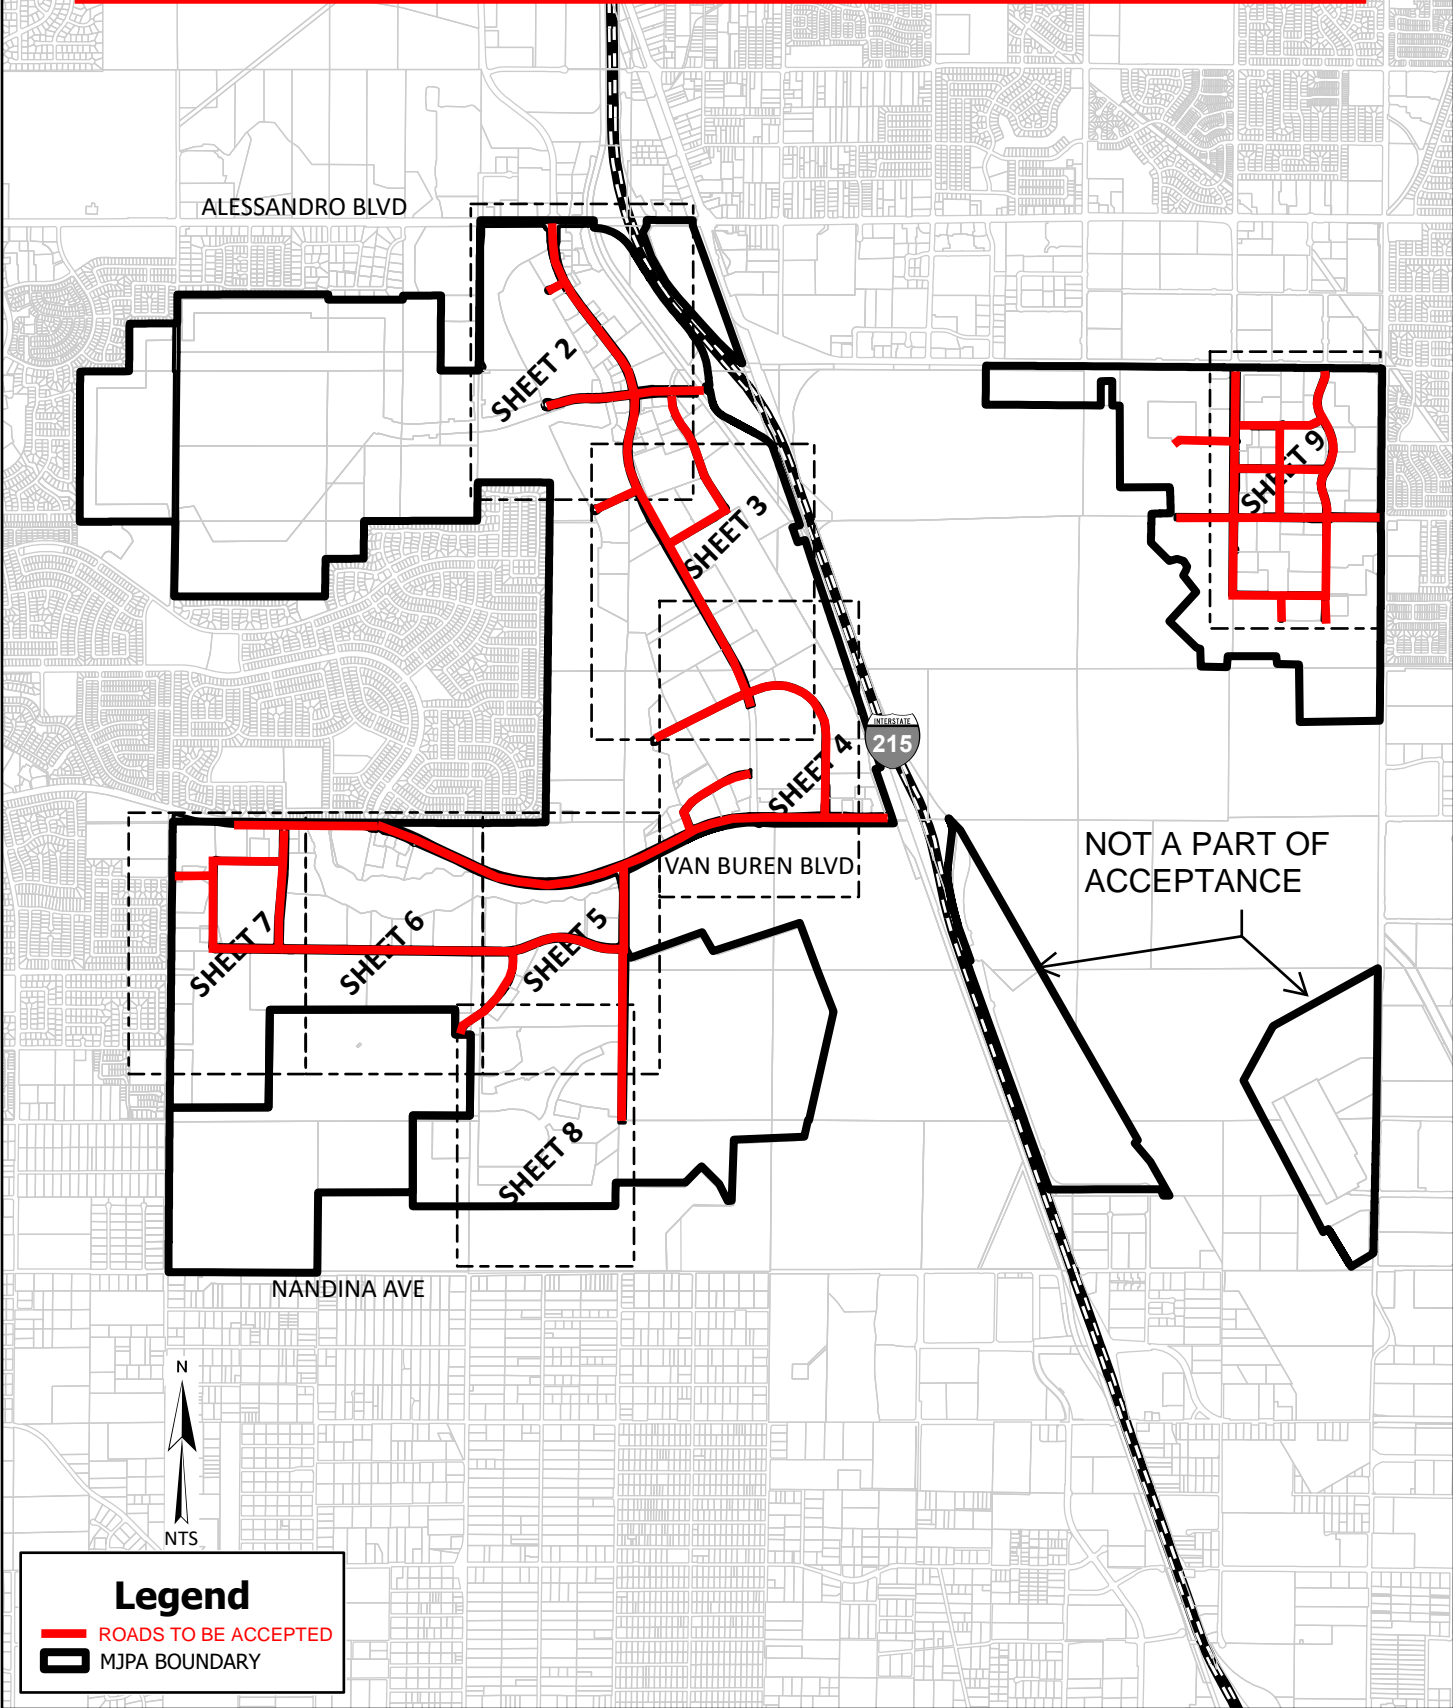 ALESSANDRO BLVD
SHEET 2
SHEET 9
SHEET 3
INTERSTATE
215
SHEET 4
NOT A PART OF
ACCEPTANCE
VAN BUREN BLVD
SHEET 7
SHEET 6
SHEET 5
SHEET 8
NANDINA AVE
N
NTS
Legend
ROADS TO BE ACCEPTED
MJPA BOUNDARY